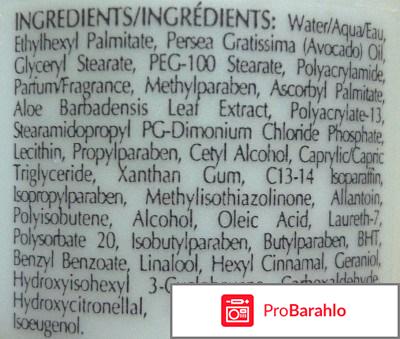 INGREDIENTS/INGRÉDIENTS: Water/Aqua/Eau,
Ethylhexyl Palmitate, Persea Gratissima (Avocado) Oil,
Glyceryl Stearate, PEG-100 Stearate, Polyacrylamide,
Parfum/Fragrance, Methylparaben, Ascorbyl Palmitate,
Aloe Barbadensis Leaf Extract, Polyacrylate-13,
Stearamidopropyl PG-Dimonium Chloride Phosphate,
Lecithin, Propylparaben, Cetyl Alcohol, Caprylic/Capric
Triglyceride, Xanthan Gum, C13-14 Isoparaffin,
Isopropylparaben, Methylisothiazolinone, Allantoin,
Polyisobutene, Alcohol, Oleic Acid, Laureth-7,
Polysorbate 20, Isobutylparaben, Butylparaben, BHT,
Benzyl Benzoate, Linalool, Hexyl Cinnamal, Geraniol,
Hydroxyisohexyl
Hydroxycitronellal,
Isoeugenol.
ProBarahlo